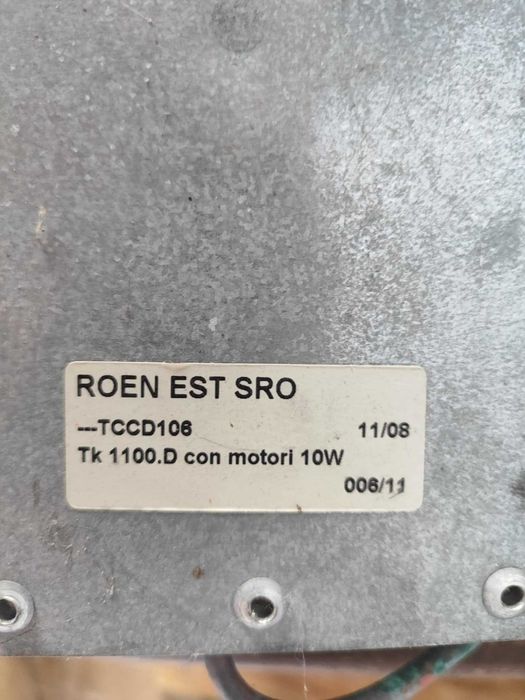 ROEN EST SRO
---TCCD106 11/08
Tk 1100.D con motori 10W
006/11